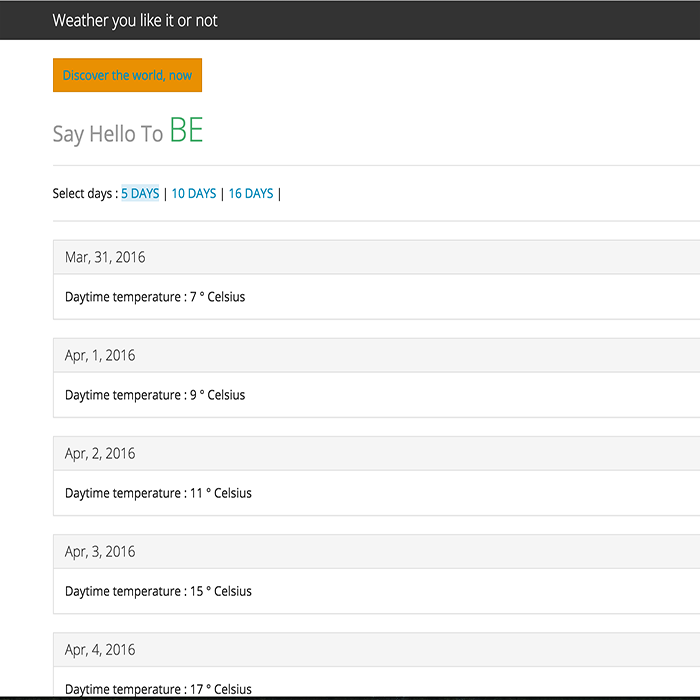 Weather you like it or not
Discover the world, now
Say Hello To BE
Select days : 5 DAYS | 10 DAYS | 16 DAYS |
Mar, 31, 2016
Daytime temperature : 7 ° Celsius
Apr, 1, 2016
Daytime temperature : 9 ° Celsius
Apr, 2, 2016
Daytime temperature : 11 ° Celsius
Apr, 3, 2016
Daytime temperature : 15 ° Celsius
Apr, 4, 2016
Daytime temperature : 17 ° Celsius